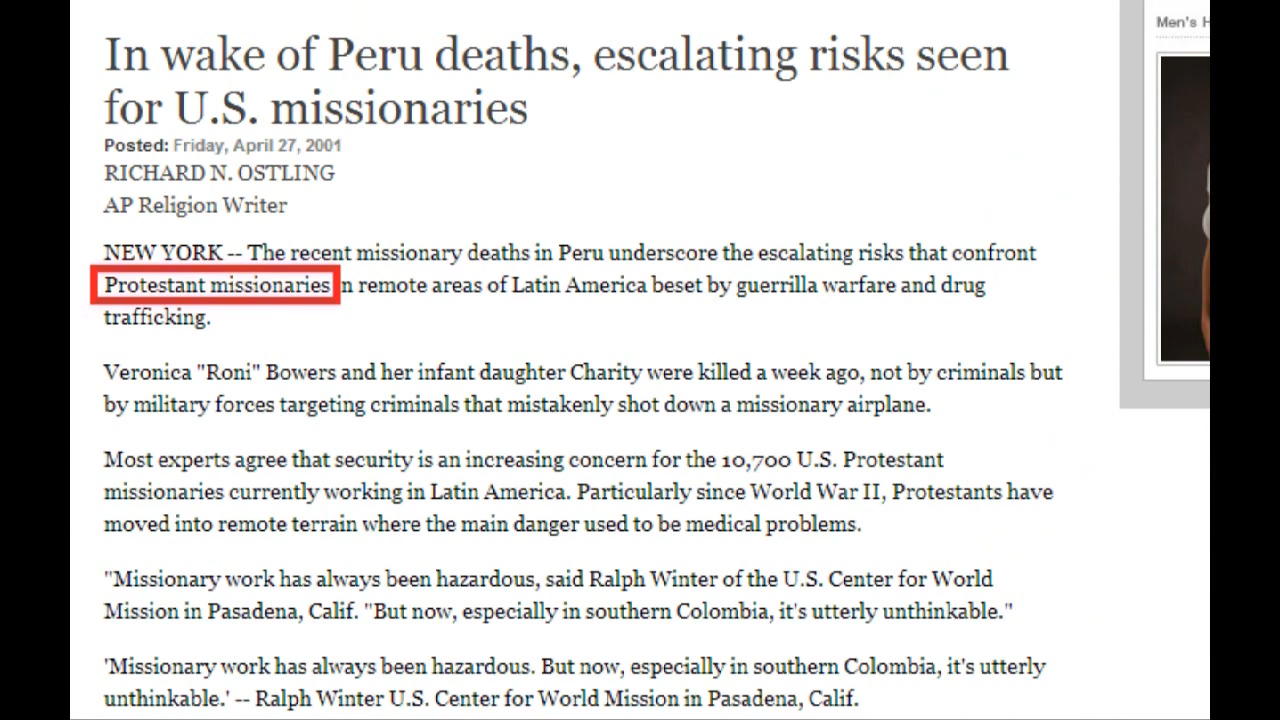 In wake of Peru deaths, escalating risks seen
for U.S. missionaries
Posted: Friday, April 27, 2001
RICHARD N. OSTLING
AP Religion Writer
NEW YORK -- The recent missionary deaths in Peru underscore the escalating risks that confront
Protestant missionaries in remote areas of Latin America beset by guerrilla warfare and drug
trafficking.
Veronica "Roni" Bowers and her infant daughter Charity were killed a week ago, not by criminals but
by military forces targeting criminals that mistakenly shot down a missionary airplane.
Most experts agree that security is an increasing concern for the 10,700 U.S. Protestant
missionaries currently working in Latin America. Particularly since World War II, Protestants have
moved into remote terrain where the main danger used to be medical problems.
"Missionary work has always been hazardous, said Ralph Winter of the U.S. Center for World
Mission in Pasadena, Calif. "But now, especially in southern Colombia, it's utterly unthinkable."
'Missionary work has always been hazardous. But now, especially in southern Colombia, it's utterly
unthinkable.' -- Ralph Winter U.S. Center for World Mission in Pasadena, Calif.
Men's H